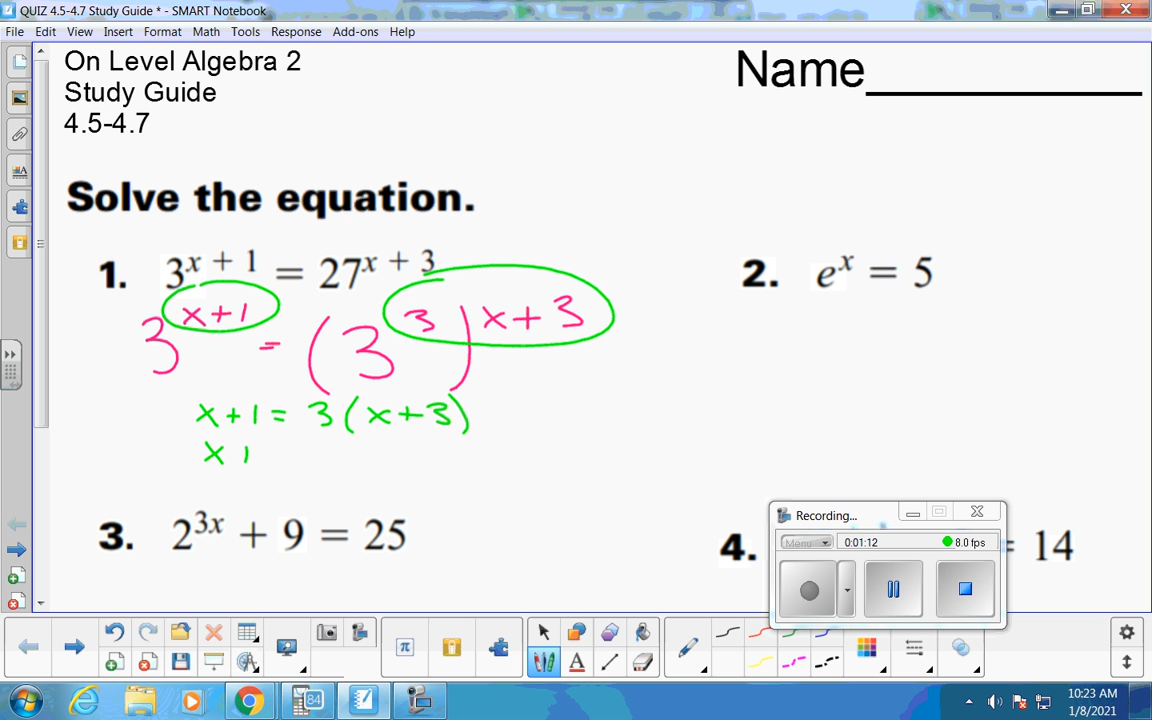 QUIZ 4.5-4.7 Study Guide * - SMART Notebook
File Edit View Insert Format Math Tools Response Add-ons Help
On Level Algebra 2
Study Guide
4.5-4.7
Name
Solve the equation.
1. 3^{x + 1} = 27^{x + 3}
3^{x+1} = (3^3)^{x+3}
x+1 = 3(x+3)
x 1
2. e^x = 5
3. 2^{3x} + 9 = 25
4. = 14
Recording...
Menu 0:01:12 8.0 fps
π A
84
10:23 AM
1/8/2021